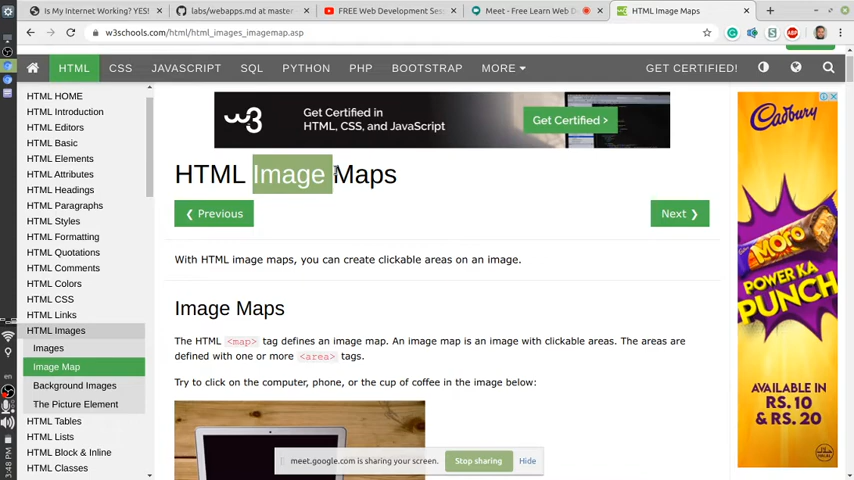 Is My Internet Working? YES!
labs/webapps.md at master
FREE Web Development Ses
Meet - Free Learn Web D
HTML Image Maps
w3schools.com/html/html_images_imagemap.asp
HTML
CSS
JAVASCRIPT
SQL
PYTHON
PHP
BOOTSTRAP
MORE
GET CERTIFIED!
HTML HOME
HTML Introduction
HTML Editors
HTML Basic
HTML Elements
HTML Attributes
HTML Headings
HTML Paragraphs
HTML Styles
HTML Formatting
HTML Quotations
HTML Comments
HTML Colors
HTML CSS
HTML Links
HTML Images
Images
Image Map
Background Images
The Picture Element
HTML Tables
HTML Lists
HTML Block & Inline
HTML Classes
w3
Get Certified in
HTML, CSS, and JavaScript
Get Certified >
HTML Image Maps
❮ Previous
Next ❯
With HTML image maps, you can create clickable areas on an image.
Image Maps
The HTML <map> tag defines an image map. An image map is an image with clickable areas. The areas are
defined with one or more <area> tags.
Try to click on the computer, phone, or the cup of coffee in the image below:
meet.google.com is sharing your screen.
Stop sharing
Hide
Cadbury
MORO
POWER KA
PUNCH
AVAILABLE IN
RS. 10
& RS. 20
en
3:48 PM